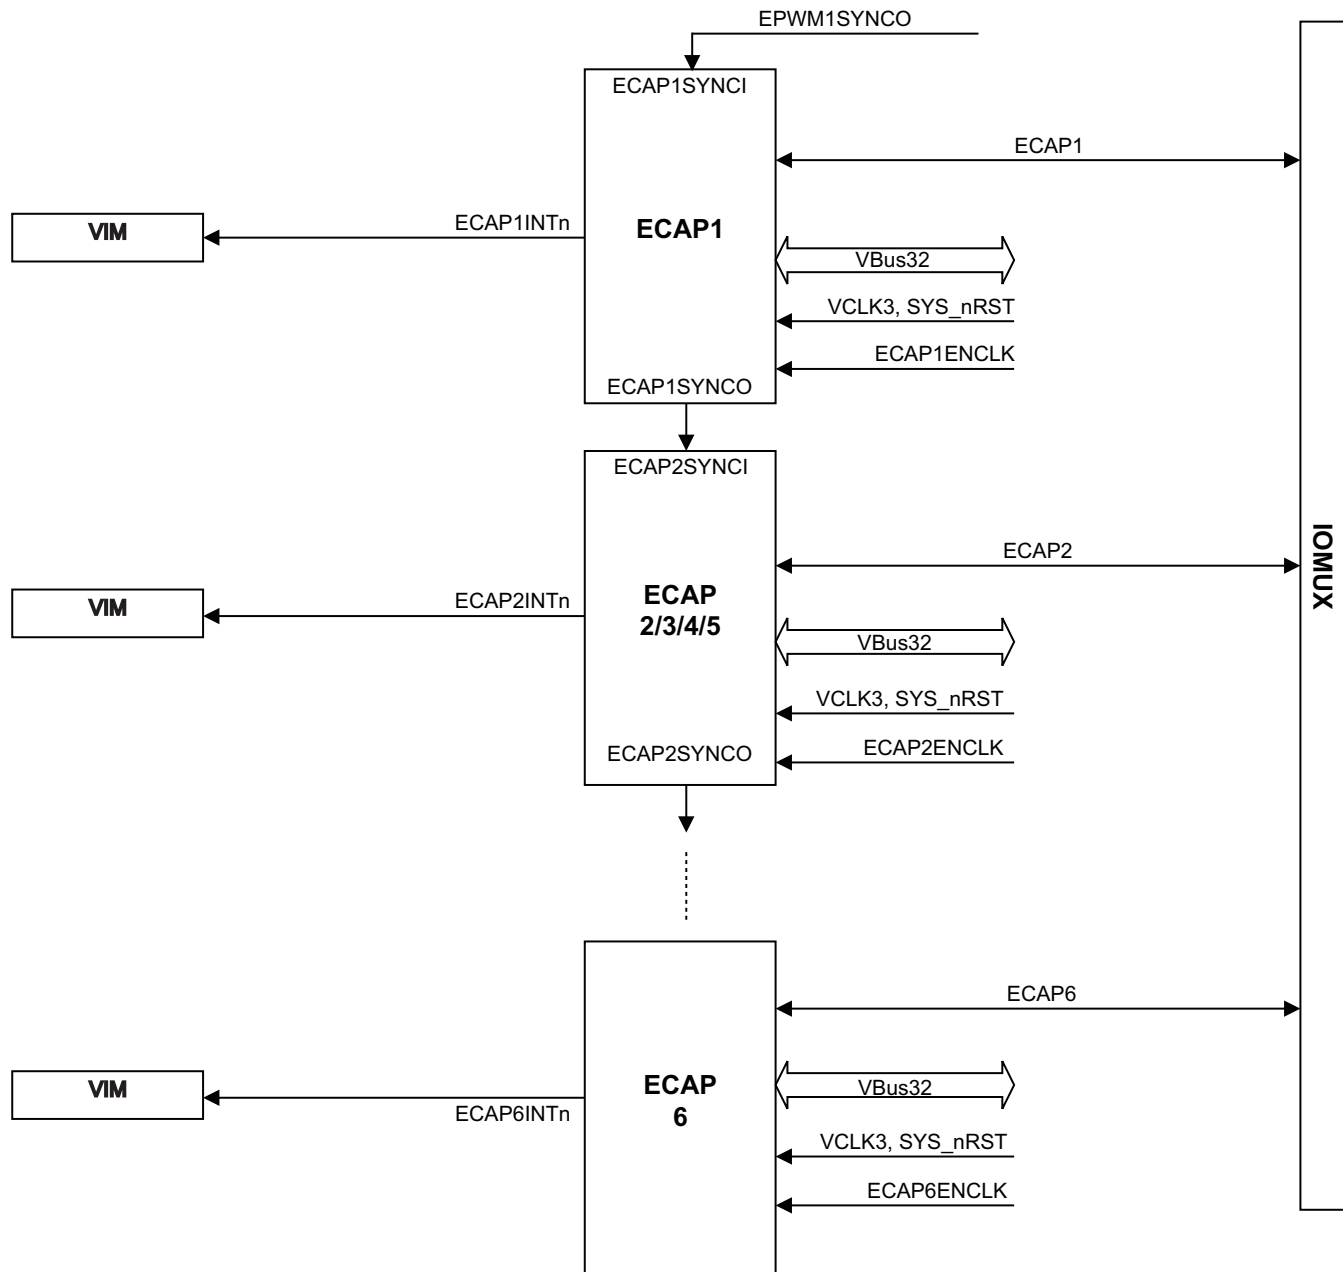 EPWM1SYNCO
ECAP1SYNCI
ECAP1
VIM
ECAP1INTn
ECAP1
VBus32
VCLK3, SYS_nRST
ECAP1ENCLK
ECAP1SYNCO
ECAP2SYNCI
ECAP2
VIM
ECAP2INTn
ECAP
2/3/4/5
VBus32
VCLK3, SYS_nRST
ECAP2SYNCO
ECAP2ENCLK
IOMUX
ECAP6
VIM
ECAP6INTn
ECAP
6
VBus32
VCLK3, SYS_nRST
ECAP6ENCLK